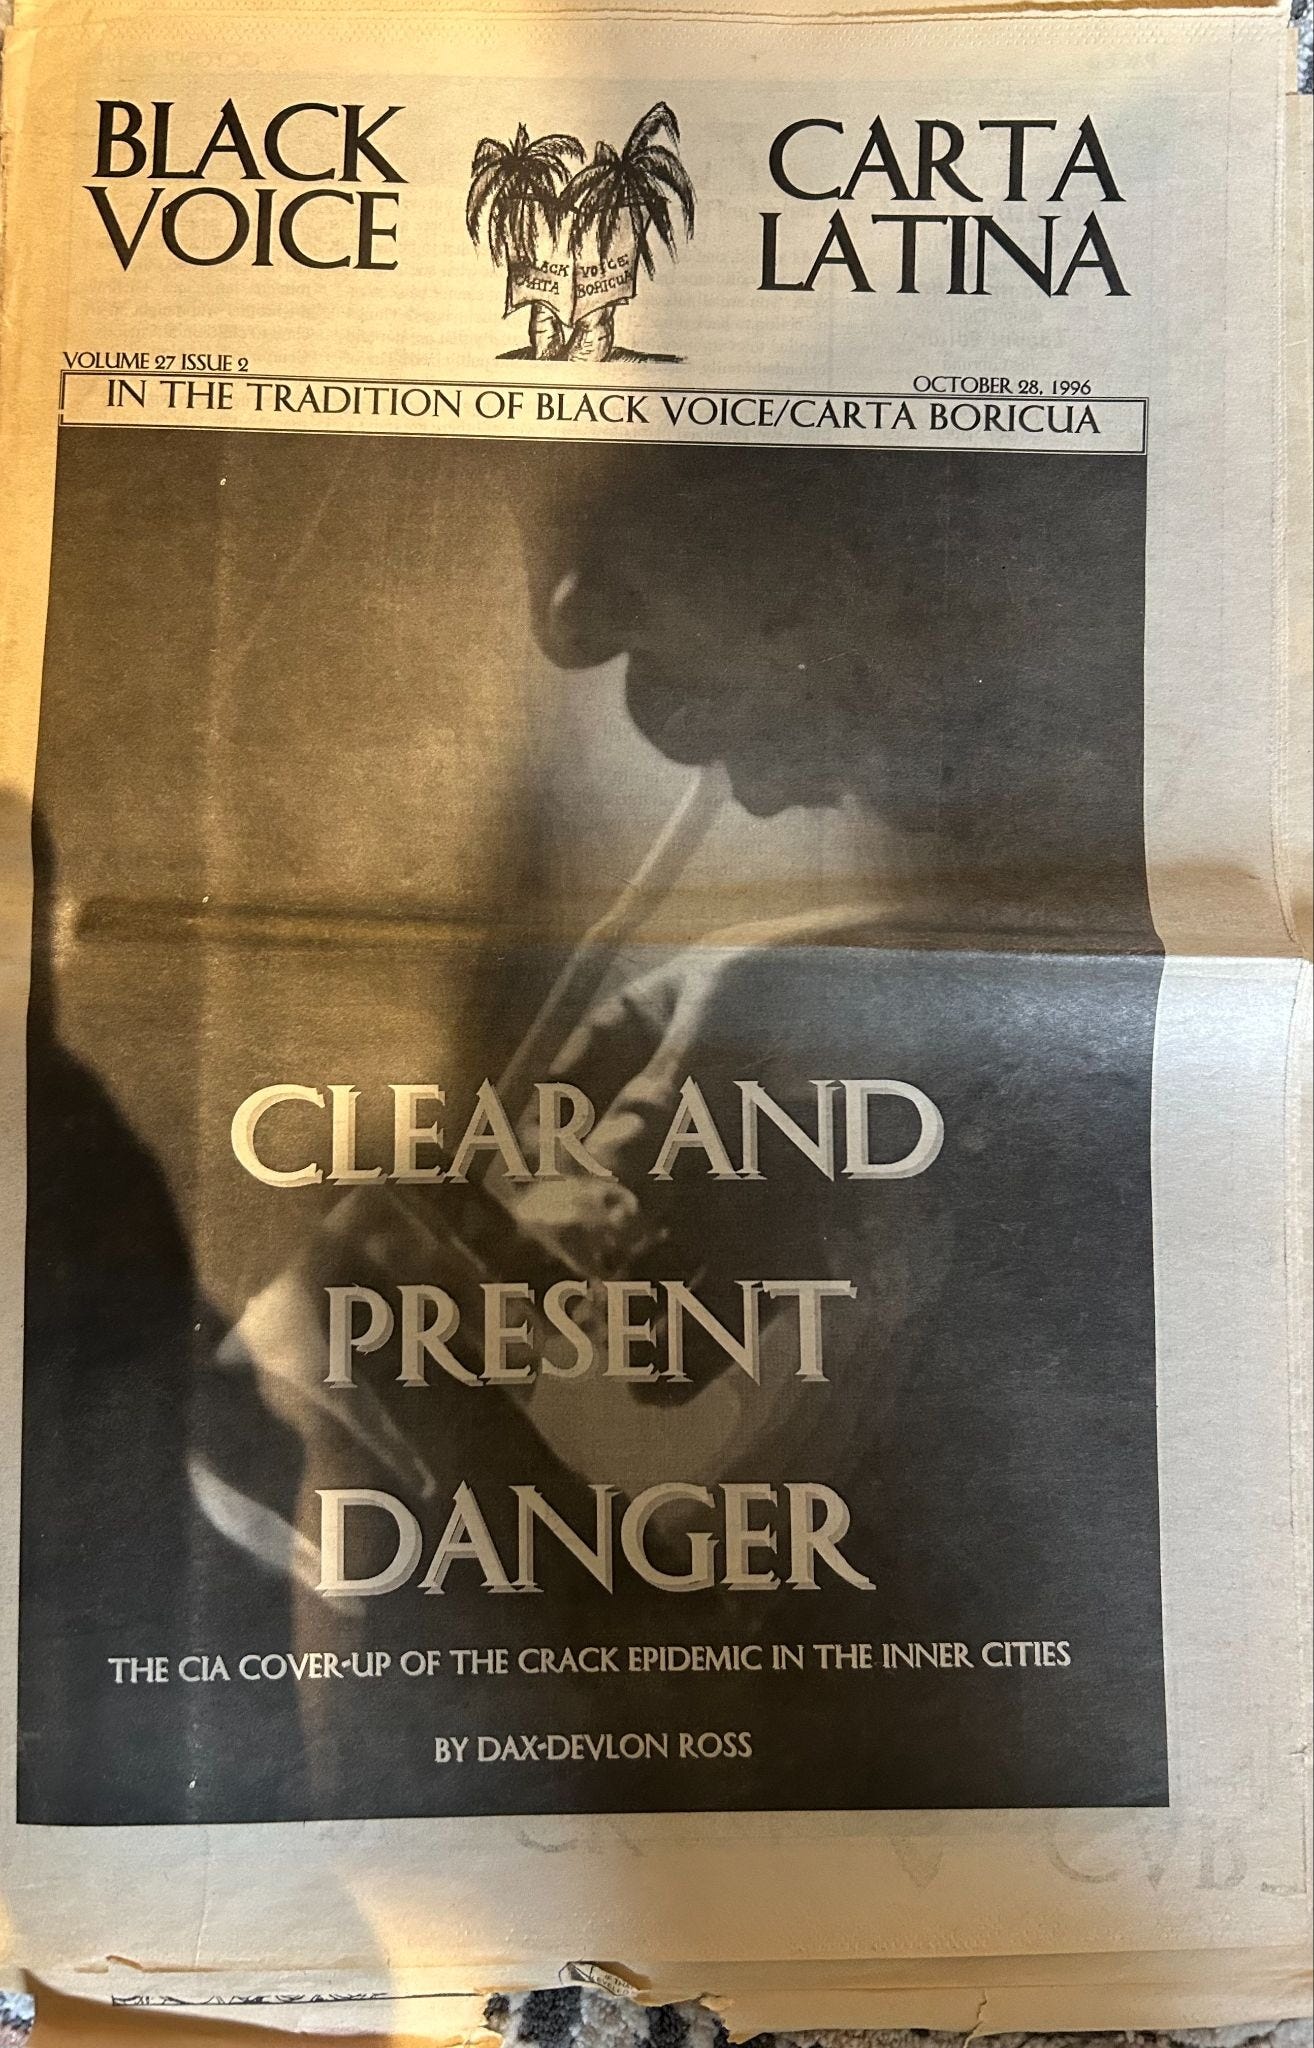 BLACK
VOICE
CARTA
LATINA
ACK VOICE
CARTA BORICUA
VOLUME 27 ISSUE 2
OCTOBER 28, 1996
IN THE TRADITION OF BLACK VOICE/CARTA BORICUA
CLEAR AND
PRESENT
DANGER
THE CIA COVER-UP OF THE CRACK EPIDEMIC IN THE INNER CITIES
BY DAX-DEVLON ROSS